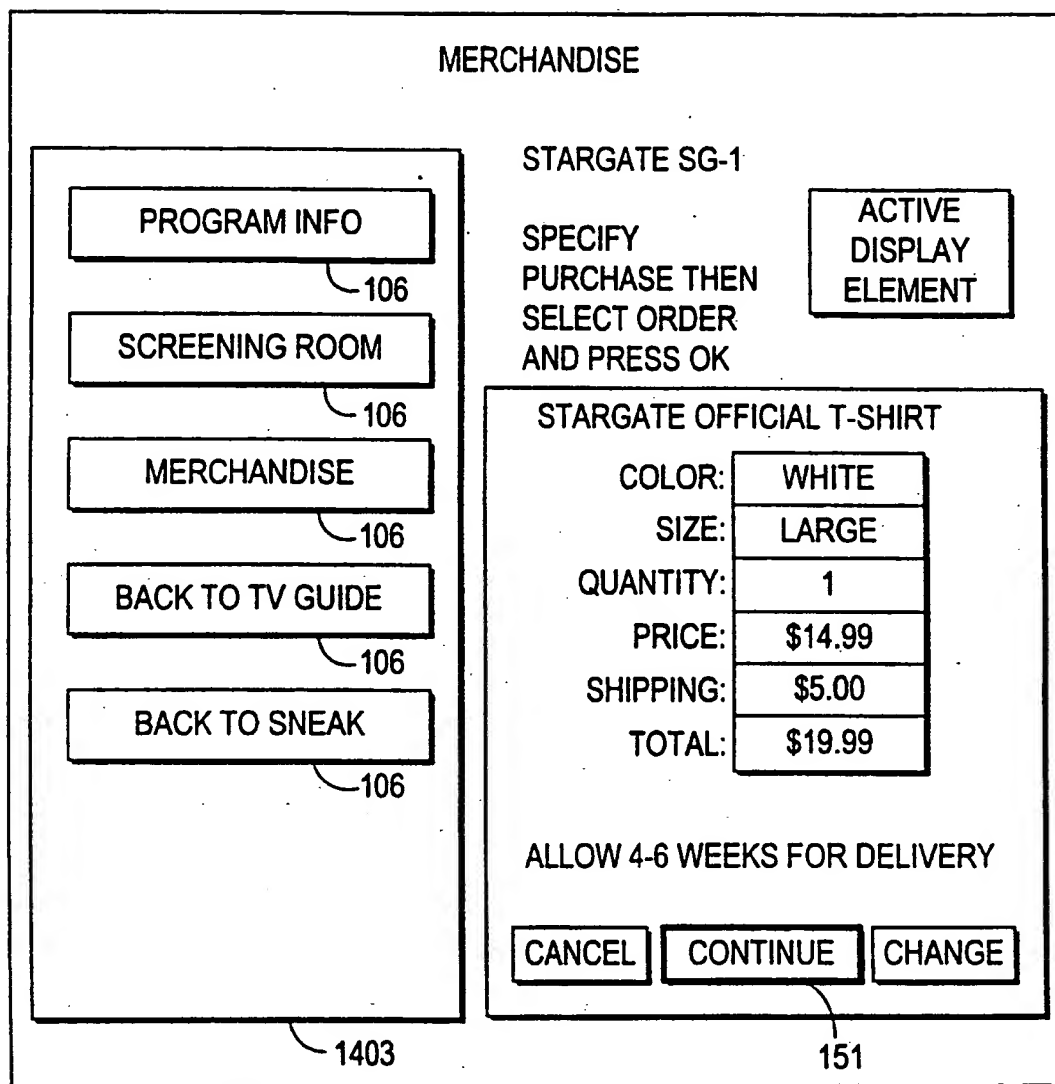 MERCHANDISE
PROGRAM INFO
106
SCREENING ROOM
106
MERCHANDISE
106
BACK TO TV GUIDE
106
BACK TO SNEAK
106
1403
STARGATE SG-1
SPECIFY
PURCHASE THEN
SELECT ORDER
AND PRESS OK
ACTIVE
DISPLAY
ELEMENT
STARGATE OFFICIAL T-SHIRT
COLOR: WHITE
SIZE: LARGE
QUANTITY: 1
PRICE: $14.99
SHIPPING: $5.00
TOTAL: $19.99
ALLOW 4-6 WEEKS FOR DELIVERY
CANCEL CONTINUE CHANGE
151